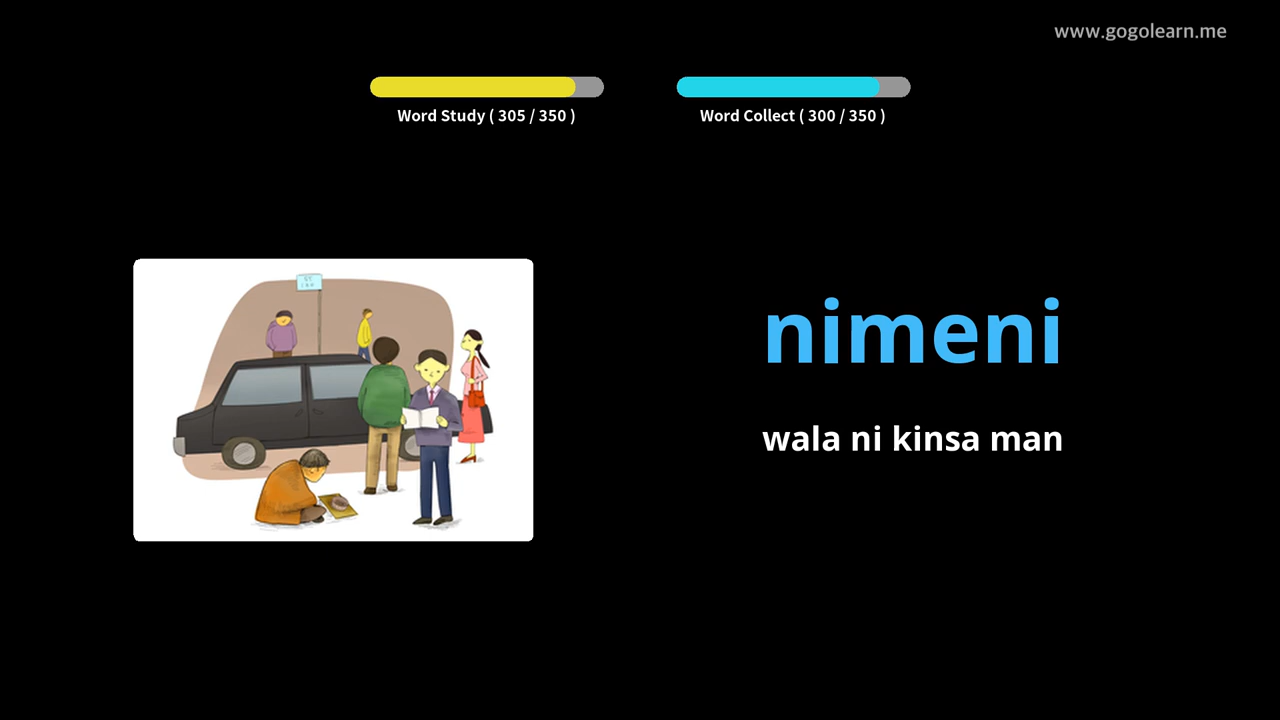 www.gogolearn.me
Word Study ( 305 / 350 )
Word Collect ( 300 / 350 )
nimeni
wala ni kinsa man